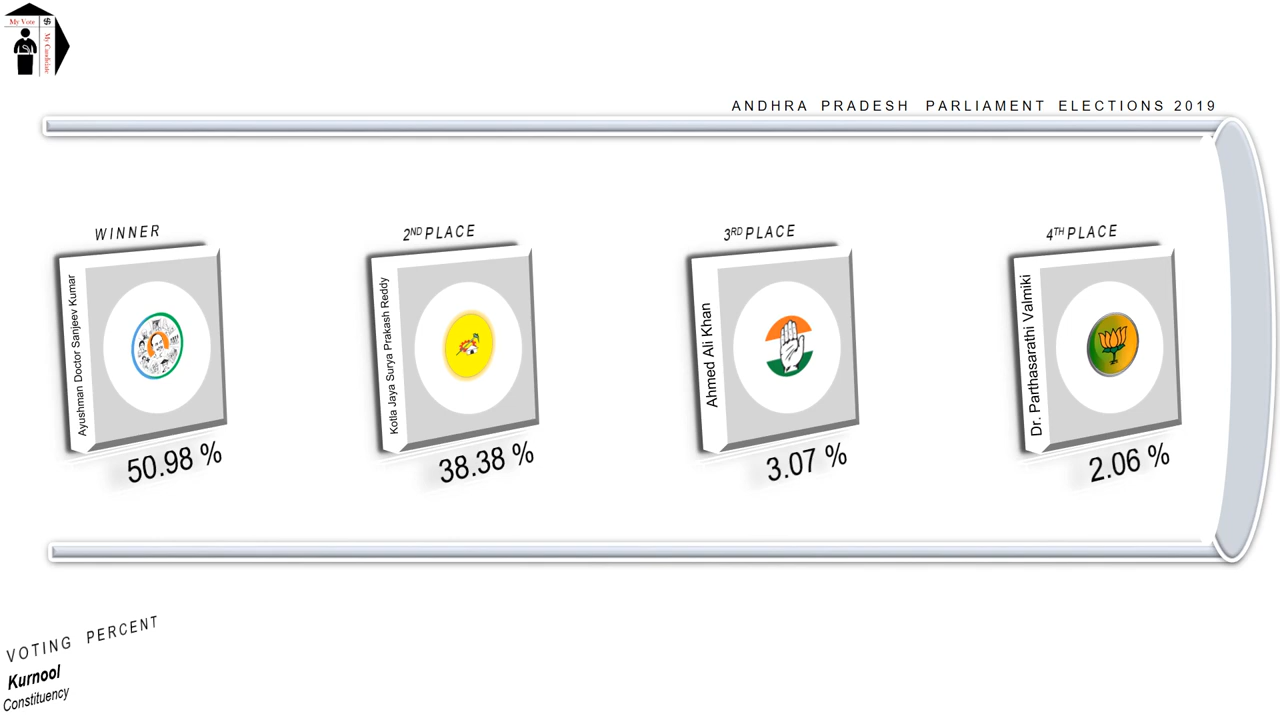 My Vote
My Candidate
ANDHRA PRADESH PARLIAMENT ELECTIONS 2019
WINNER
Ayushman Doctor Sanjeev Kumar
50.98 %
2ND PLACE
Kotla Jaya Surya Prakash Reddy
38.38 %
3RD PLACE
Ahmed Ali Khan
3.07 %
4TH PLACE
Dr. Parthasarathi Valmiki
2.06 %
VOTING PERCENT
Kurnool
Constituency